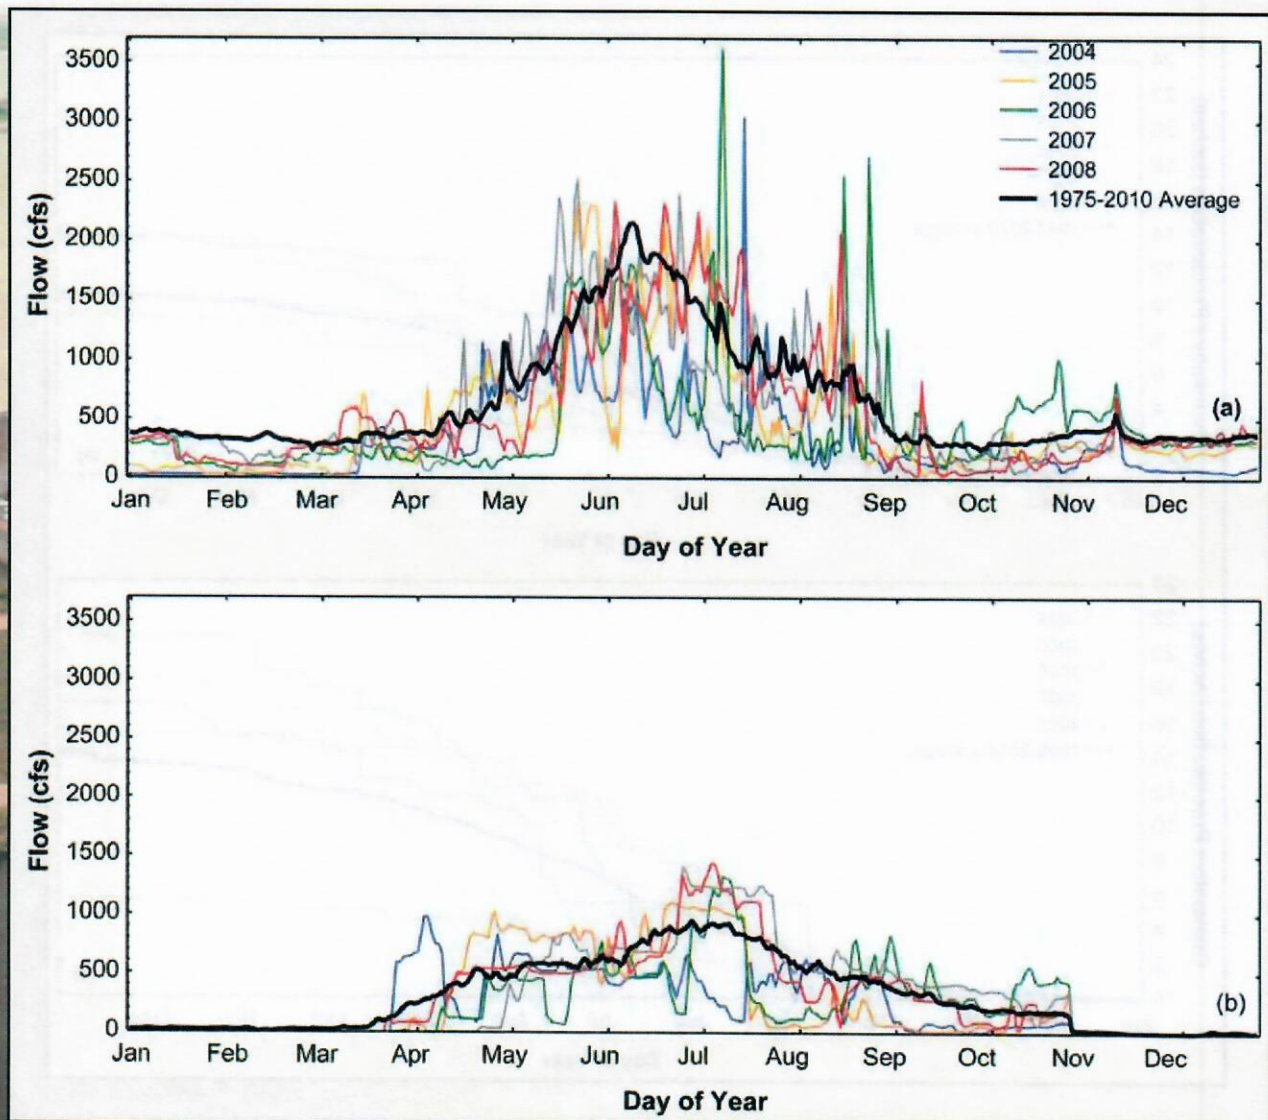 Flow (cfs)
3500
3000
2500
2000
1500
1000
500
0
2004
2005
2006
2007
2008
1975-2010 Average
(a)
Jan Feb Mar Apr May Jun Jul Aug Sep Oct Nov Dec
Day of Year
Flow (cfs)
3500
3000
2500
2000
1500
1000
500
0
(b)
Jan Feb Mar Apr May Jun Jul Aug Sep Oct Nov Dec
Day of Year